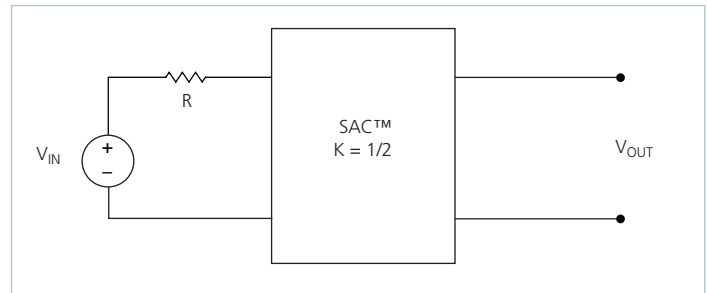 R
SAC™
K = 1/2
V_IN
+
–
V_OUT